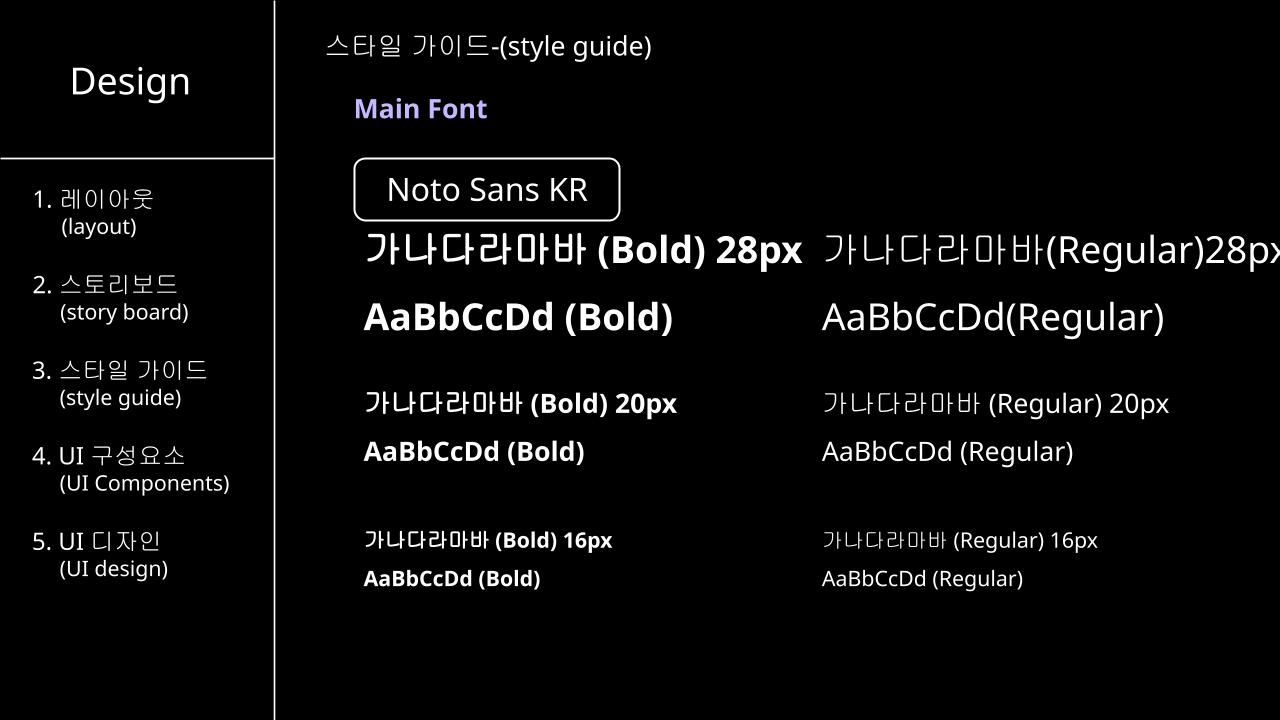 Design
1. 레이아웃
(layout)
2. 스토리보드
(story board)
3. 스타일 가이드
(style guide)
4. UI 구성요소
(UI Components)
5. UI 디자인
(UI design)
스타일 가이드-(style guide)
Main Font
Noto Sans KR
가나다라마바 (Bold) 28px
가나다라마바(Regular)28px
AaBbCcDd (Bold)
AaBbCcDd(Regular)
가나다라마바 (Bold) 20px
가나다라마바 (Regular) 20px
AaBbCcDd (Bold)
AaBbCcDd (Regular)
가나다라마바 (Bold) 16px
가나다라마바 (Regular) 16px
AaBbCcDd (Bold)
AaBbCcDd (Regular)